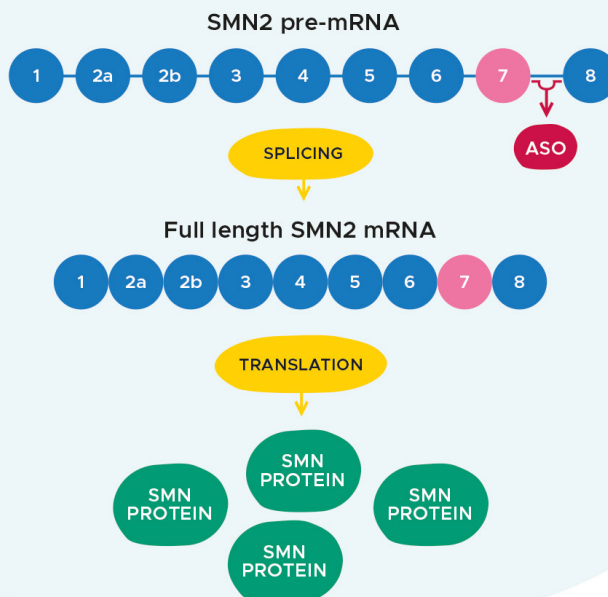 SMN2 pre-mRNA
1 2a 2b 3 4 5 6 7 8
ASO
SPLICING
Full length SMN2 mRNA
1 2a 2b 3 4 5 6 7 8
TRANSLATION
SMN
PROTEIN
SMN
PROTEIN
SMN
PROTEIN
SMN
PROTEIN